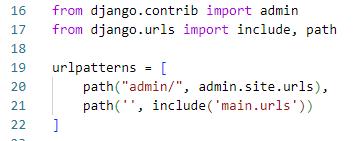 16 from django.contrib import admin
17 from django.urls import include, path
18
19 urlpatterns = [
20     path("admin/", admin.site.urls),
21     path('', include('main.urls'))
22 ]